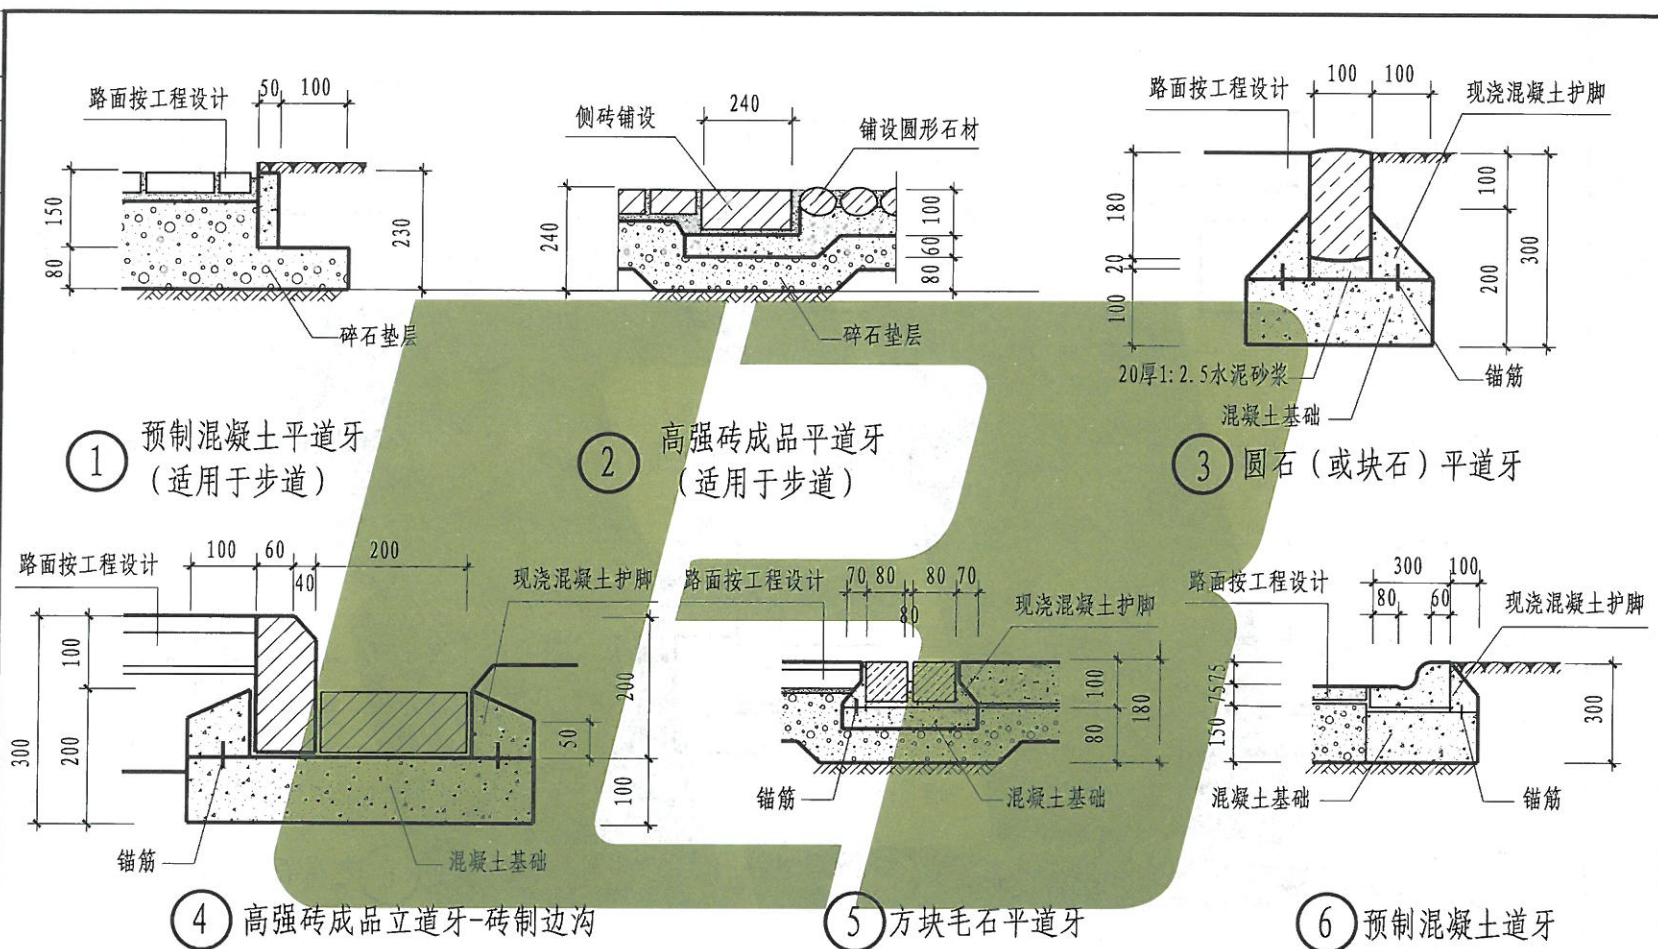 路面按工程设计
50 100
150
80
230
碎石垫层
1 预制混凝土平道牙
（适用于步道）
侧砖铺设
240
铺设圆形石材
240
100
60
80
碎石垫层
2 高强砖成品平道牙
（适用于步道）
路面按工程设计
100 100
现浇混凝土护脚
180
20
100
100
200
300
20厚1:2.5水泥砂浆
混凝土基础
锚筋
3 圆石（或块石）平道牙
路面按工程设计
100 60 40 200
现浇混凝土护脚
300
100
200
200
50
100
锚筋
混凝土基础
4 高强砖成品立道牙-砖制边沟
路面按工程设计
70 80 80 70
80
现浇混凝土护脚
100
80
180
锚筋
混凝土基础
5 方块毛石平道牙
路面按工程设计
300 100
80 60
现浇混凝土护脚
75
75
150
300
混凝土基础
锚筋
6 预制混凝土道牙